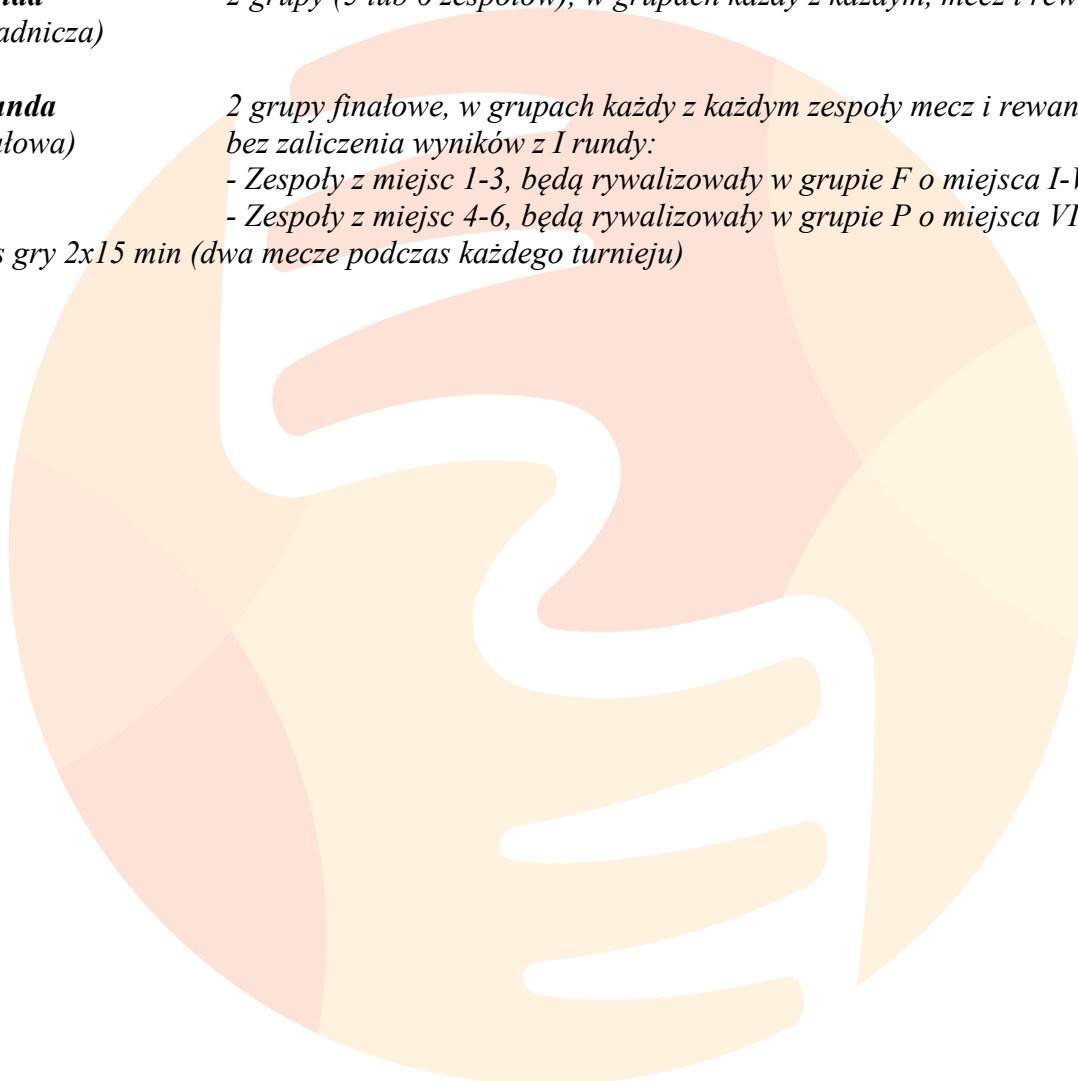 2 grupy (5 lub 6 zespołów), w grupach każdy z każdym, mecz i rew
adnicza)
unda 2 grupy finałowe, w grupach każdy z każdym zespoły mecz i rewan
ałowa) bez zaliczenia wyników z I rundy:
- Zespoły z miejsc 1-3, będą rywalizowały w grupie F o miejsca I-V
- Zespoły z miejsc 4-6, będą rywalizowały w grupie P o miejsca VI
s gry 2x15 min (dwa mecze podczas każdego turnieju)